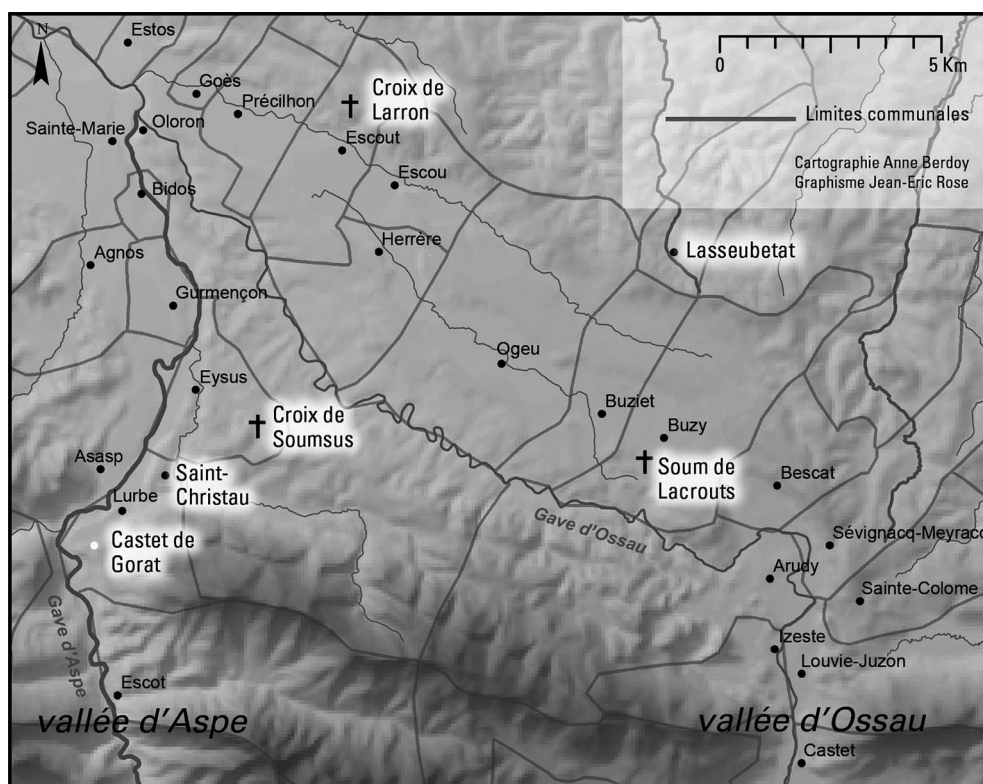 N
Estos
0
5 Km
Goès
Croix de
Larron
Précilhon
Limites communales
Sainte-Marie
Oloron
Escout
Cartographie Anne Berdoy
Graphisme Jean-Eric Rose
Escou
Bidos
Herrère
Lasseubetat
Agnos
Gurmençon
Ogeu
Eysus
Croix de
Soumsus
Buziet
Buzy
Asasp
Saint-
Christau
Soum de
Lacrouts
Bescat
Lurbe
Gave d'Ossau
Castet de
Gorat
Sévignacq-Meyracq
Arudy
Sainte-Colome
Gave d'Aspe
Izeste
Louvie-Juzon
Escot
vallée d'Aspe
vallée d'Ossau
Castet